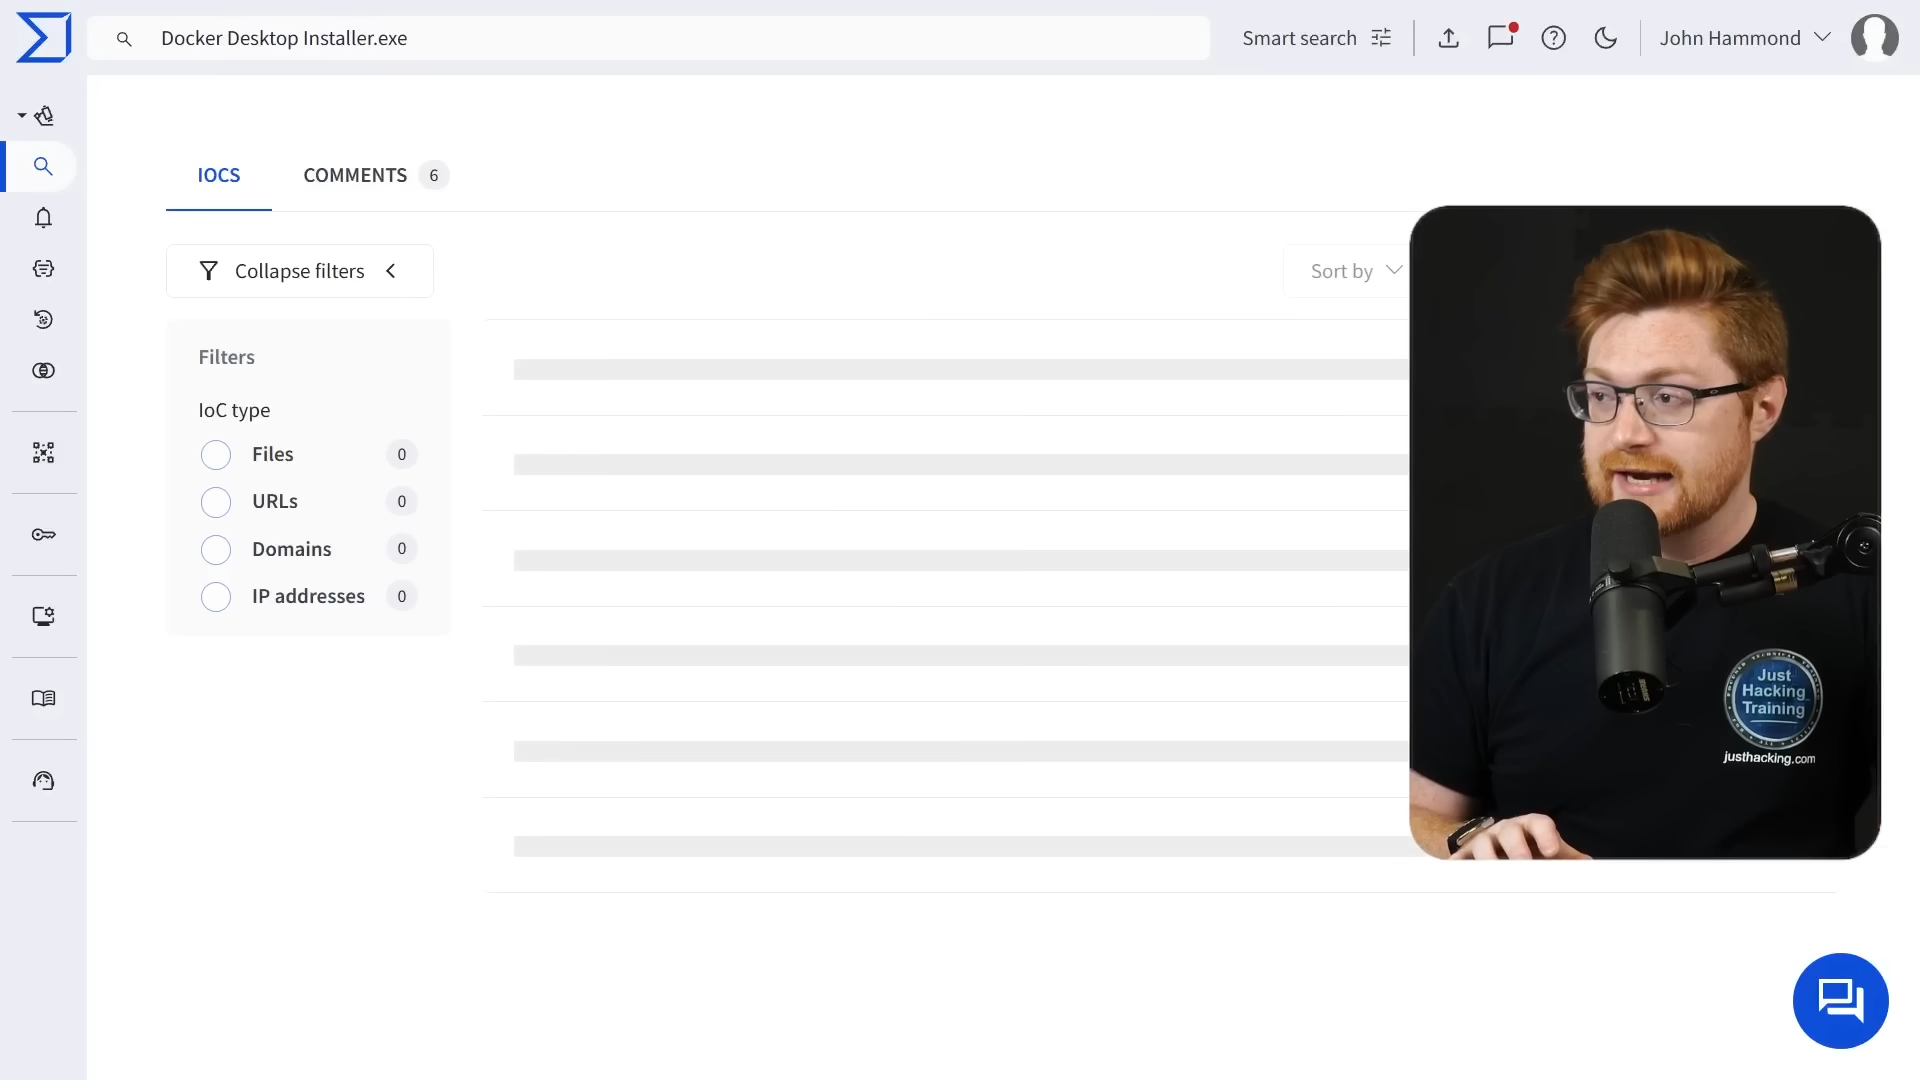 Docker Desktop Installer.exe
Smart search
John Hammond
IOCS
COMMENTS 6
Collapse filters
Sort by
Filters
IoC type
Files 0
URLs 0
Domains 0
IP addresses 0
Just
Hacking
Training
justhacking.com